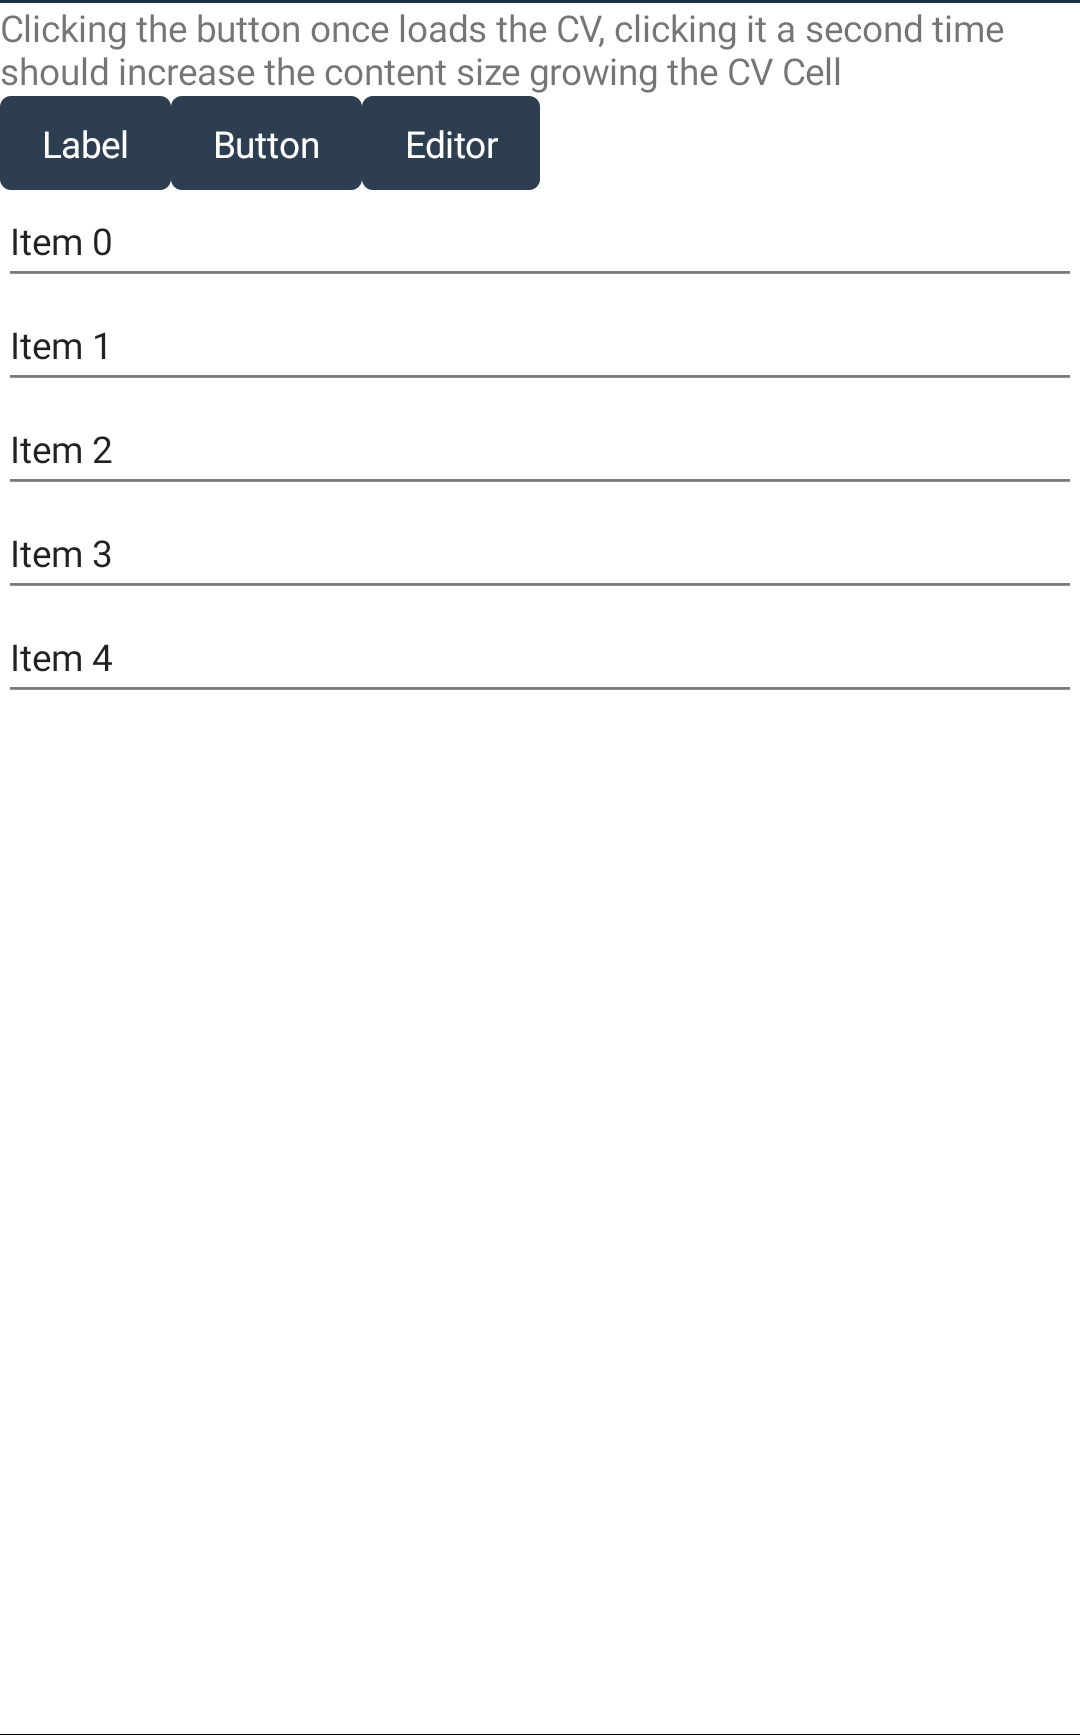 Clicking the button once loads the CV, clicking it a second time
should increase the content size growing the CV Cell
Label Button Editor
Item 0
Item 1
Item 2
Item 3
Item 4